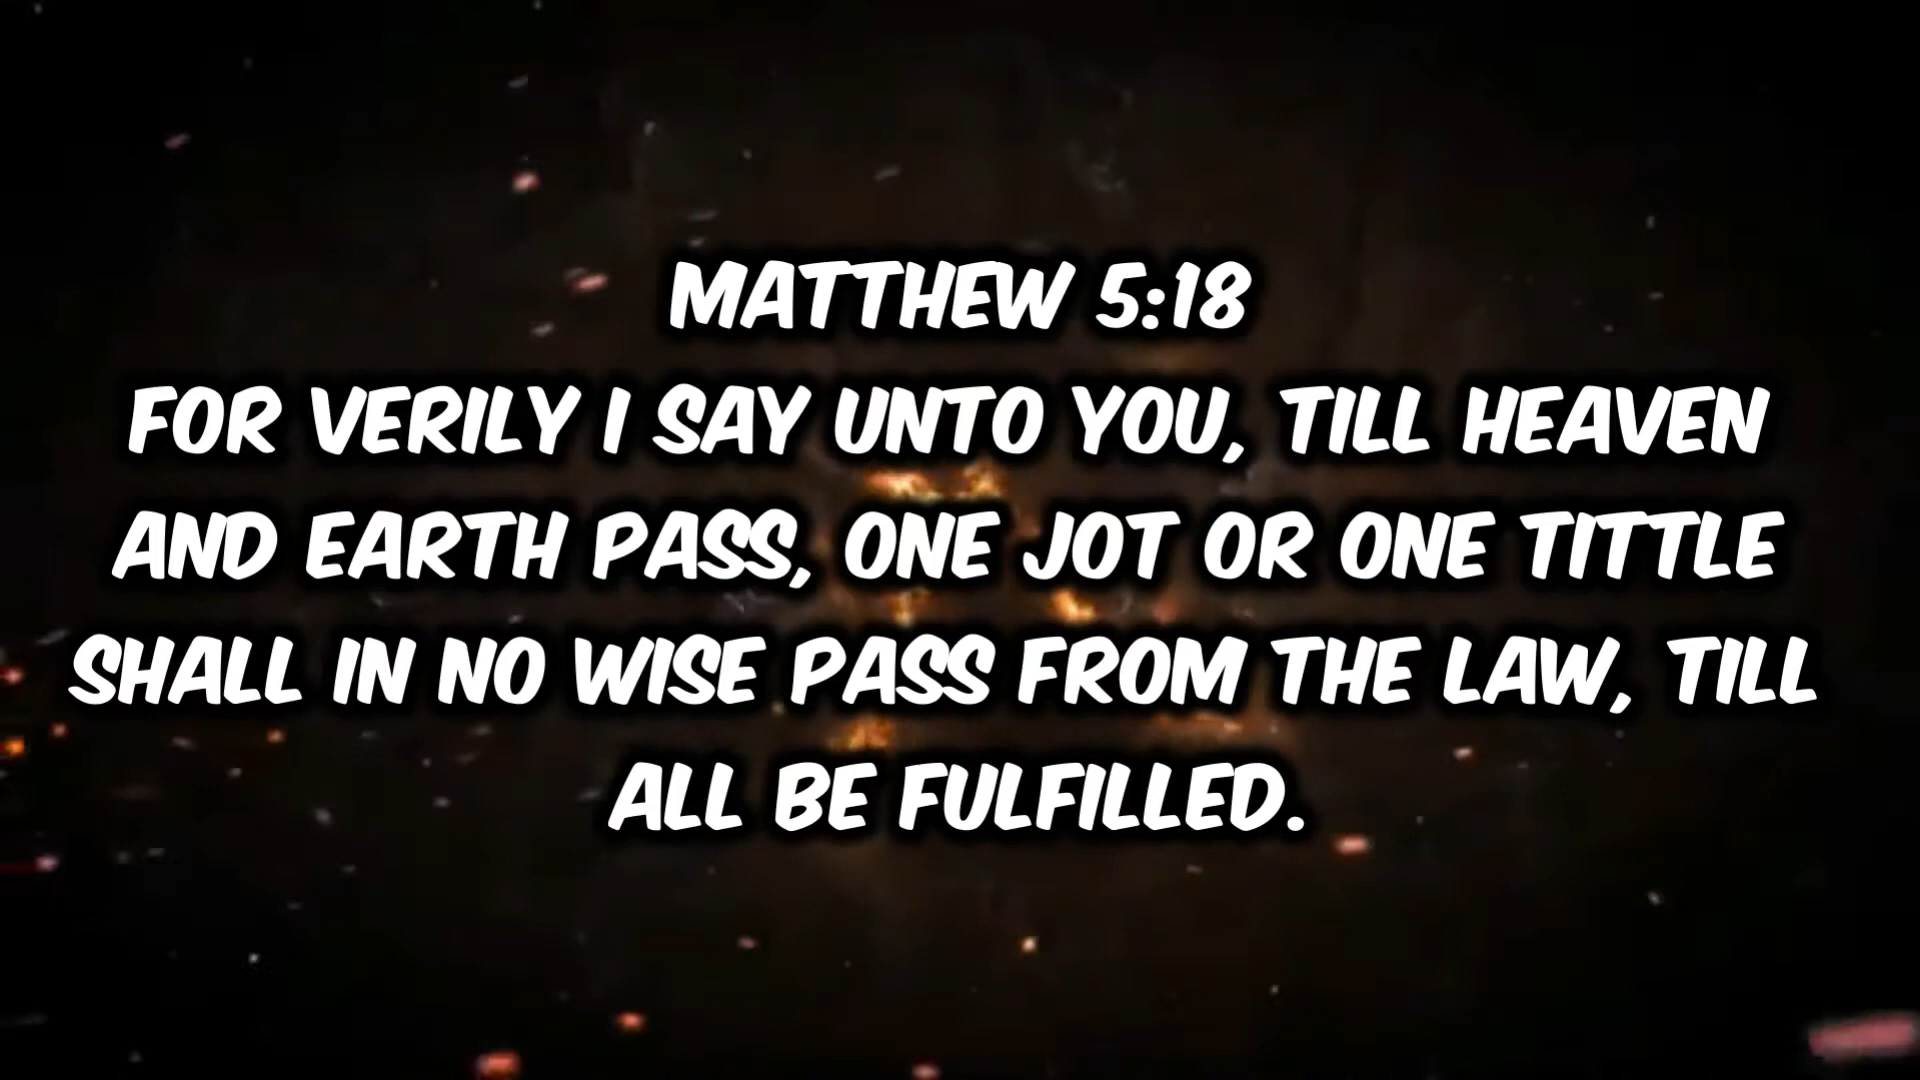 MATTHEW 5:18
FOR VERILY I SAY UNTO YOU, TILL HEAVEN
AND EARTH PASS, ONE JOT OR ONE TITTLE
SHALL IN NO WISE PASS FROM THE LAW, TILL
ALL BE FULFILLED.